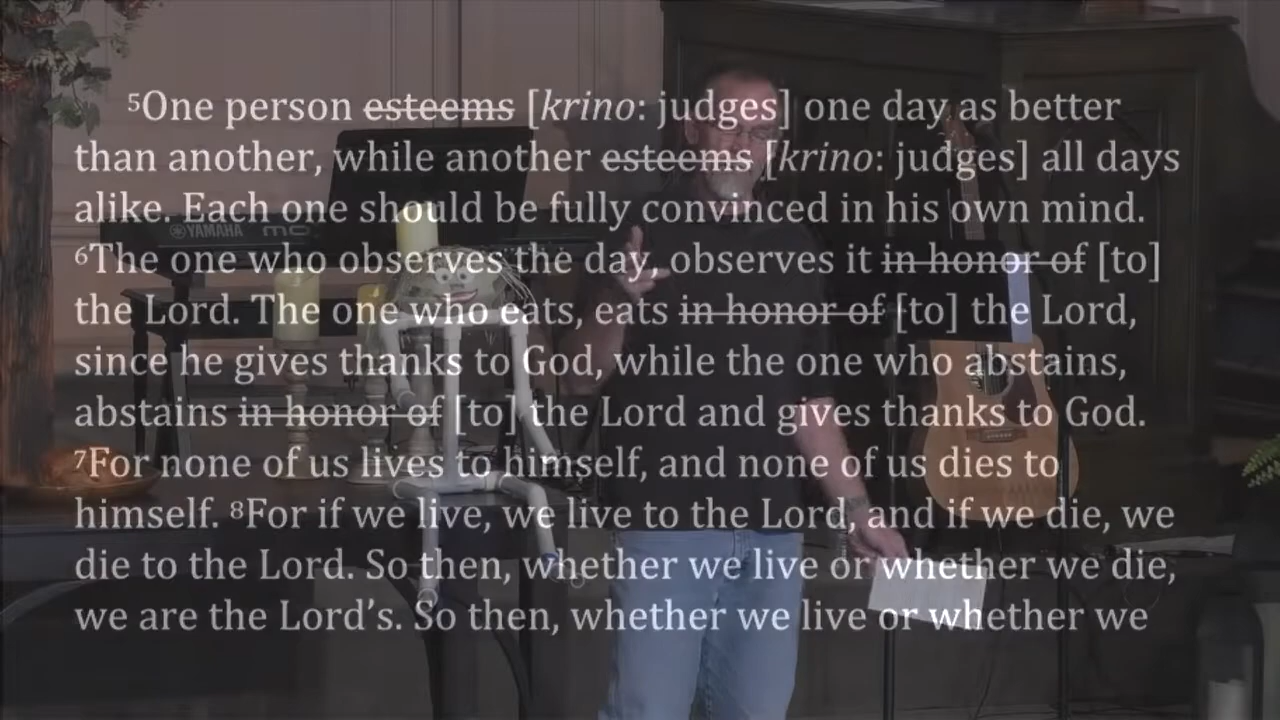 ⁵One person ~~esteems~~ [krino: judges] one day as better
than another, while another ~~esteems~~ [krino: judges] all days
alike. Each one should be fully convinced in his own mind.
⁶The one who observes the day, observes it ~~in honor of~~ [to]
the Lord. The one who eats, eats ~~in honor of~~ [to] the Lord,
since he gives thanks to God, while the one who abstains,
abstains ~~in honor of~~ [to] the Lord and gives thanks to God.
⁷For none of us lives to himself, and none of us dies to
himself. ⁸For if we live, we live to the Lord, and if we die, we
die to the Lord. So then, whether we live or whether we die,
we are the Lord’s. So then, whether we live or whether we
YAMAHA